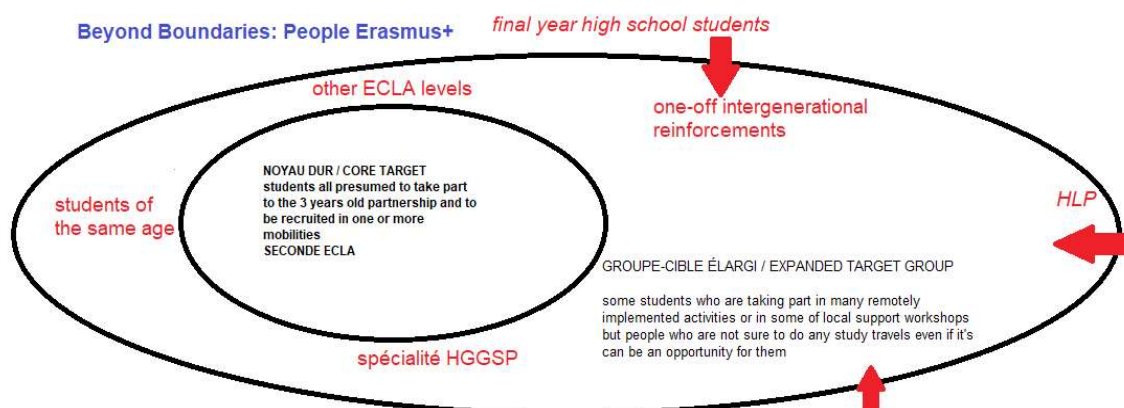 Beyond Boundaries: People Erasmus+
final year high school students
other ECLA levels
one-off intergenerational
reinforcements
NOYAU DUR / CORE TARGET
students all presumed to take part
to the 3 years old partnership and to
be recruited in one or more
mobilities
SECONDE ECLA
students of
the same age
HLP
GROUPE-CIBLE ÉLARGI / EXPANDED TARGET GROUP
some students who are taking part in many remotely
implemented activities or in some of local support workshops
but people who are not sure to do any study travels even if it's
can be an opportunity for them
spécialité HGGSP